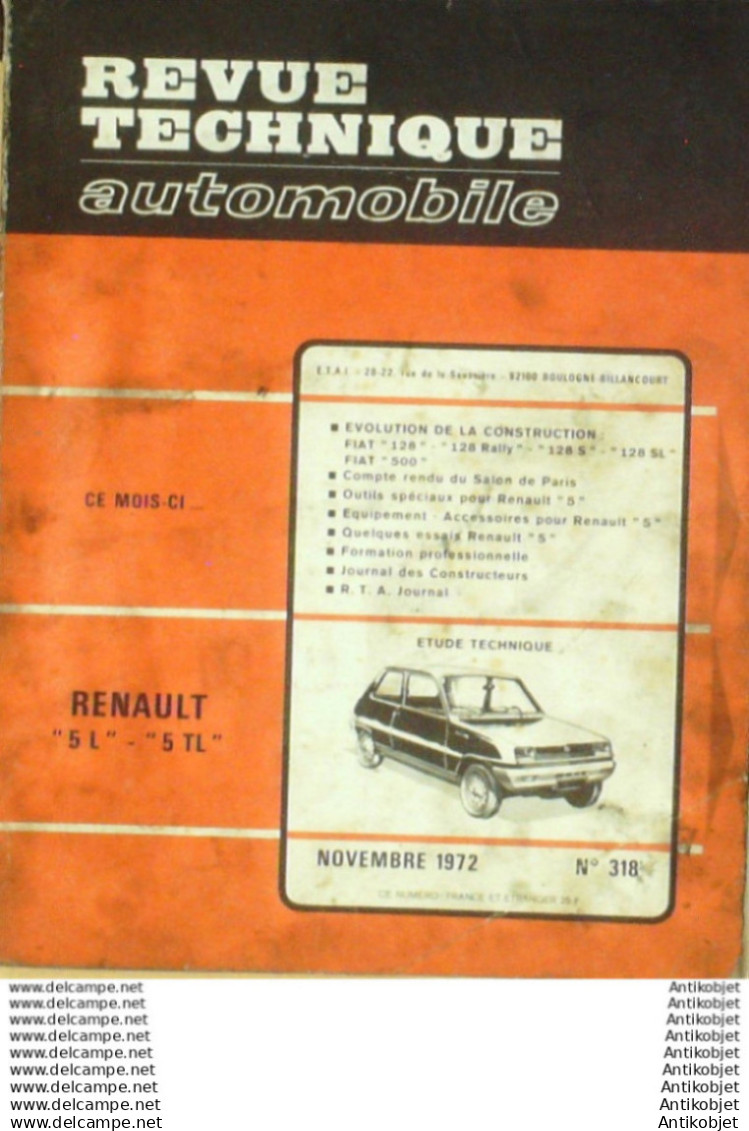 REVUE
TECHNIQUE
automobile
E.T.A.I. - 20-22, rue de la Saussière - 92100 BOULOGNE-BILLANCOURT
■ EVOLUTION DE LA CONSTRUCTION :
FIAT "128" - "128 Rally" - "128 S" - "128 SL"
FIAT "500"
■ Compte rendu du Salon de Paris
■ Outils spéciaux pour Renault "5"
■ Equipement - Accessoires pour Renault "5"
■ Quelques essais Renault "5"
■ Formation professionnelle
■ Journal des Constructeurs
■ R. T. A. Journal
CE MOIS-CI ...
ETUDE TECHNIQUE
RENAULT
"5 L" - "5 TL"
NOVEMBRE 1972 N° 318
CE NUMERO : FRANCE ET ETRANGER
www.delcampe.net Antikobjet
www.delcampe.net Antikobjet
www.delcampe.net Antikobjet
www.delcampe.net Antikobjet
www.delcampe.net Antikobjet
www.delcampe.net Antikobjet
www.delcampe.net Antikobjet
www.delcampe.net Antikobjet
www.delcampe.net Antikobjet